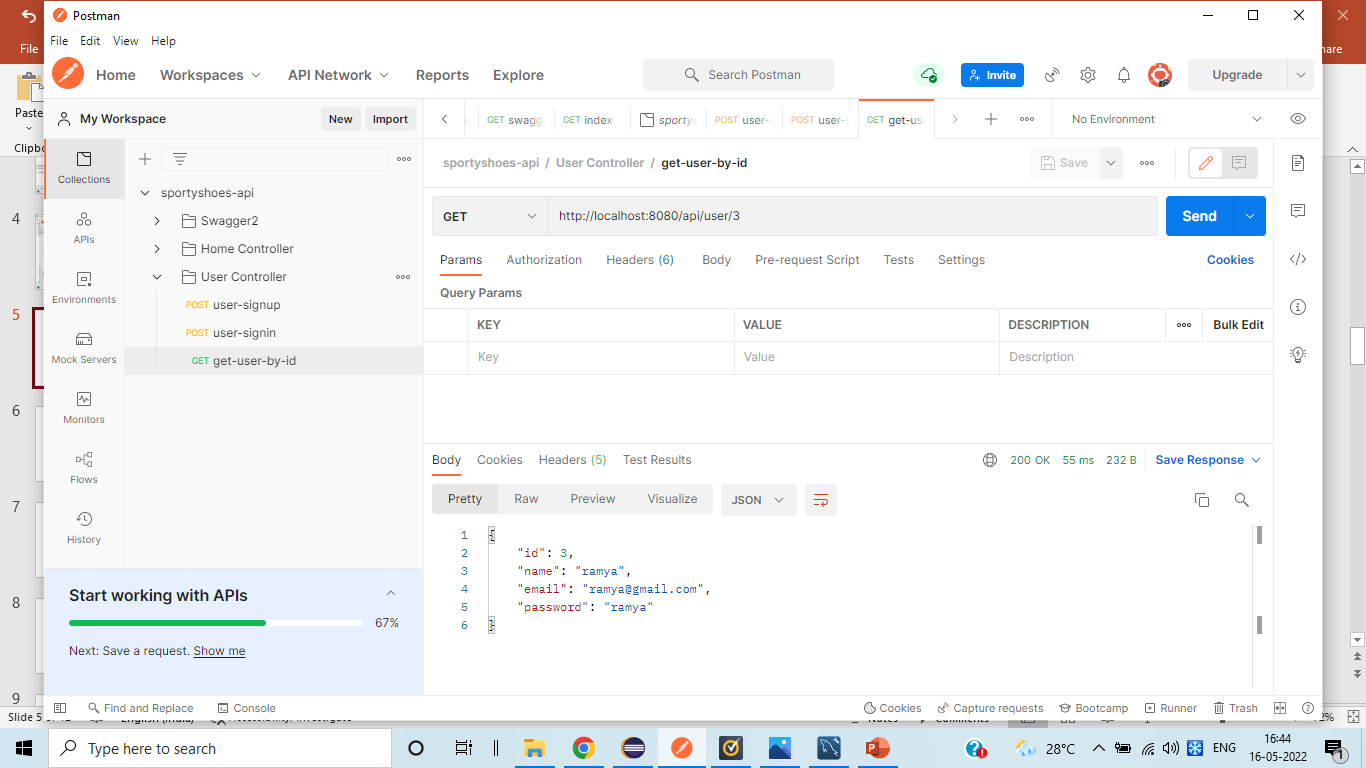 Postman
File Edit View Help
File
hare
Home Workspaces API Network Reports Explore
Search Postman
Invite
Upgrade
Paste
My Workspace
New Import
GET swagg
GET index
sporty
POST user-
POST user-
GET get-us
No Environment
Clipb
Collections
APIs
Environments
Mock Servers
Monitors
Flows
History
sportyshoes-api
Swagger2
Home Controller
User Controller
POST user-signup
POST user-signin
GET get-user-by-id
sportyshoes-api / User Controller / get-user-by-id
Save
GET
http://localhost:8080/api/user/3
Send
Params Authorization Headers (6) Body Pre-request Script Tests Settings
Cookies
Query Params
KEY VALUE DESCRIPTION
Bulk Edit
Key Value Description
Body Cookies Headers (5) Test Results
200 OK 55 ms 232 B Save Response
Pretty Raw Preview Visualize JSON
1 {
2 "id": 3,
3 "name": "ramya",
4 "email": "ramya@gmail.com",
5 "password": "ramya"
6 }
Start working with APIs
67%
Next: Save a request. Show me
4
5
6
7
8
9
Find and Replace Console
Cookies Capture requests Bootcamp Runner Trash
Slide 5
Type here to search
28°C
ENG
16:44
16-05-2022
1